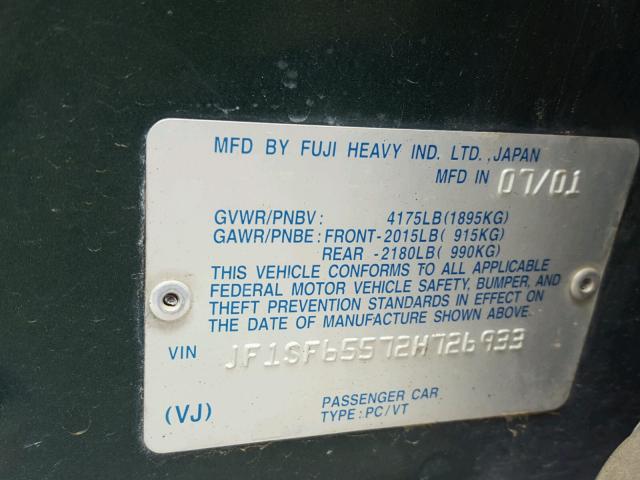 MFD BY FUJI HEAVY IND. LTD.,JAPAN
MFD IN 07/01
GVWR/PNBV: 4175LB(1895KG)
GAWR/PNBE:FRONT-2015LB( 915KG)
REAR -2180LB( 990KG)
THIS VEHICLE CONFORMS TO ALL APPLICABLE
FEDERAL MOTOR VEHICLE SAFETY, BUMPER, AND
THEFT PREVENTION STANDARDS IN EFFECT ON
THE DATE OF MANUFACTURE SHOWN ABOVE.
VIN JF1SF65572H726933
(VJ) PASSENGER CAR
TYPE:PC/VT